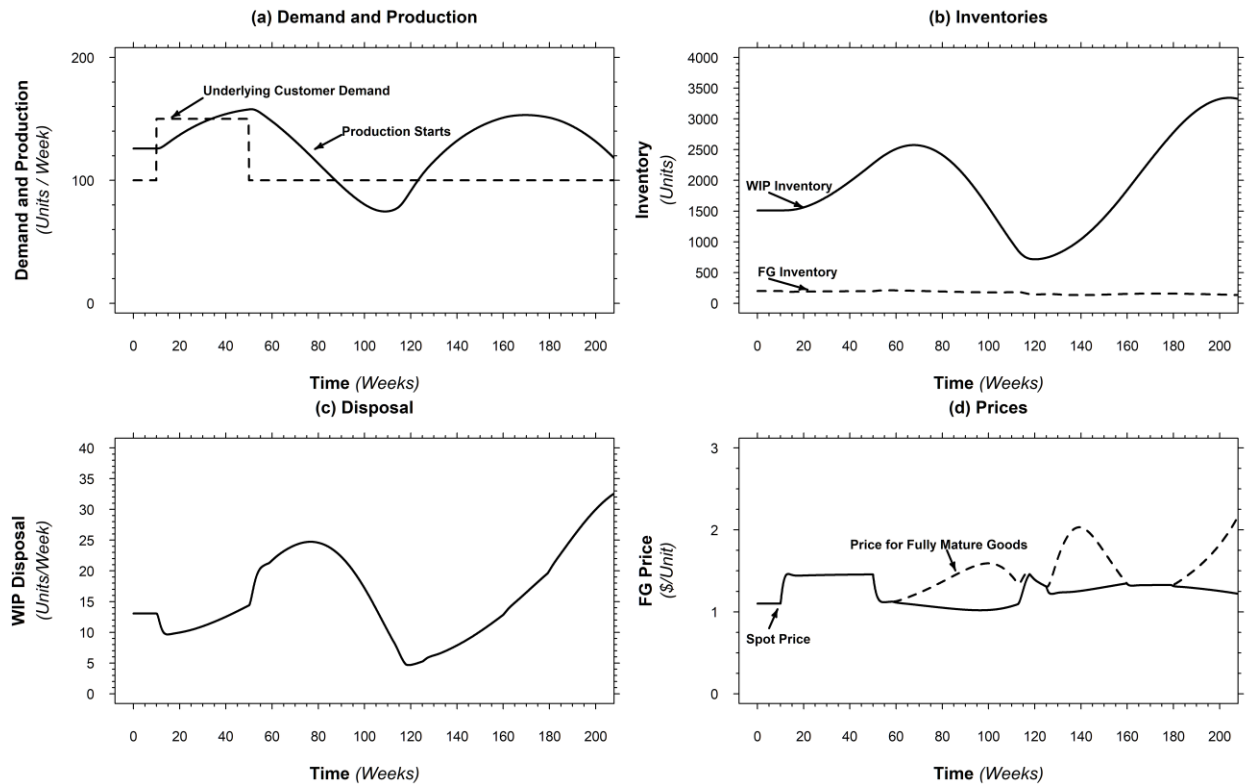 (a) Demand and Production
Demand and Production
(Units / Week)
200
100
0
Underlying Customer Demand
Production Starts
0 20 40 60 80 100 120 140 160 180 200
Time (Weeks)
(b) Inventories
Inventory
(Units)
4000
3500
3000
2500
2000
1500
1000
500
0
WIP Inventory
FG Inventory
0 20 40 60 80 100 120 140 160 180 200
Time (Weeks)
(c) Disposal
WIP Disposal
(Units/Week)
40
35
30
25
20
15
10
5
0
0 20 40 60 80 100 120 140 160 180 200
Time (Weeks)
(d) Prices
FG Price
($/Unit)
3
2
1
0
Price for Fully Mature Goods
Spot Price
0 20 40 60 80 100 120 140 160 180 200
Time (Weeks)